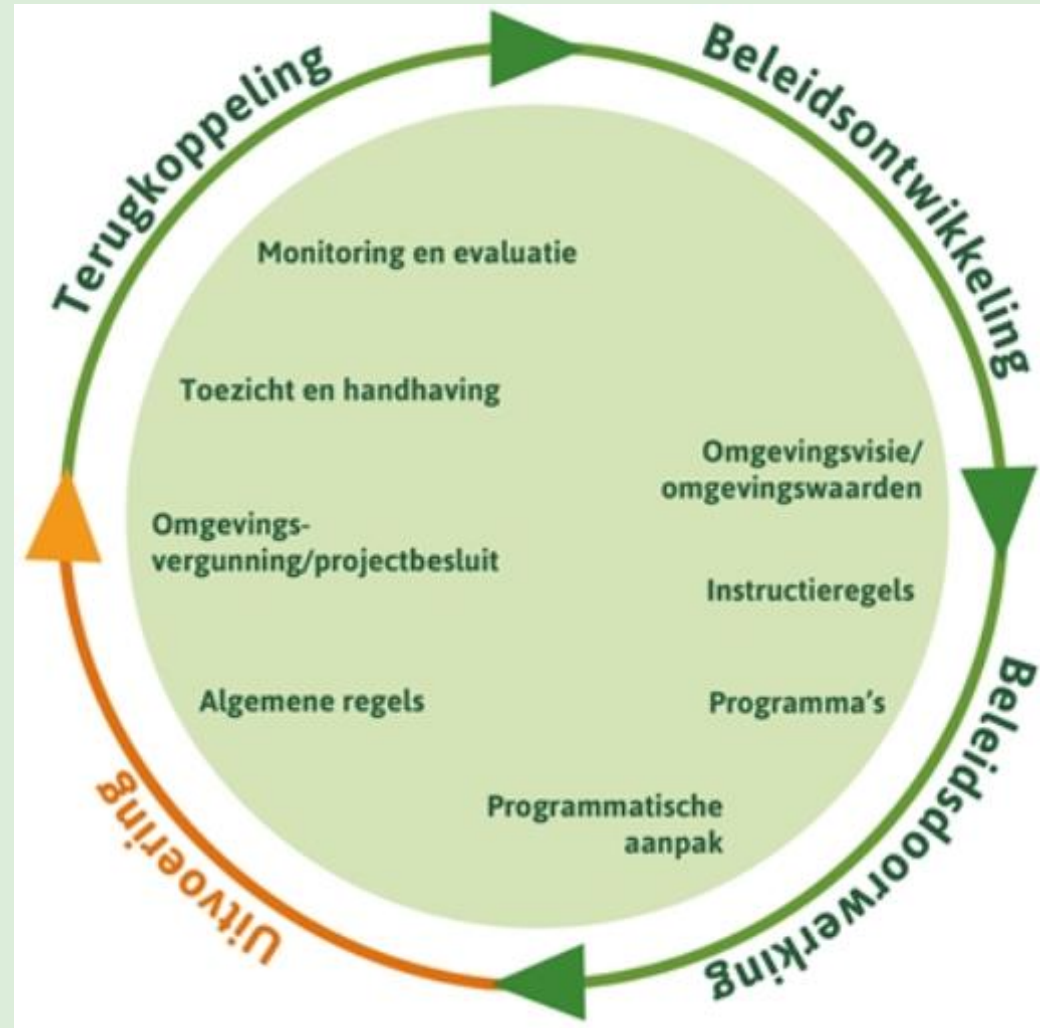 Terugkoppeling
Beleidsontwikkeling
Monitoring en evaluatie
Toezicht en handhaving
Omgevingsvisie/
omgevingswaarden
Omgevings-
vergunning/projectbesluit
Instructieregels
Algemene regels
Programma's
Programmatische
aanpak
Uitvoering
Beleidsdoorwerking